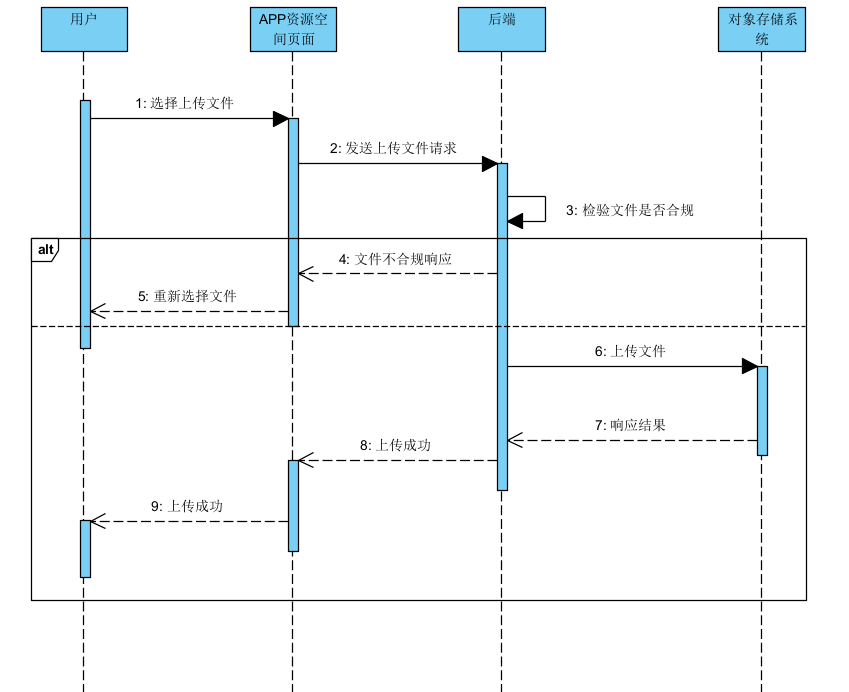 用户
APP资源空
间页面
后端
对象存储系
统
1: 选择上传文件
2: 发送上传文件请求
3: 检验文件是否合规
alt
4: 文件不合规响应
5: 重新选择文件
6: 上传文件
7: 响应结果
8: 上传成功
9: 上传成功